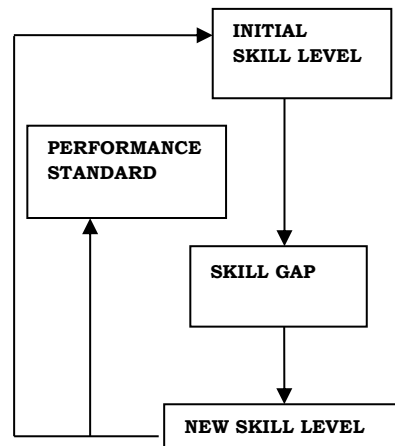 INITIAL
SKILL LEVEL
PERFORMANCE
STANDARD
SKILL GAP
NEW SKILL LEVEL